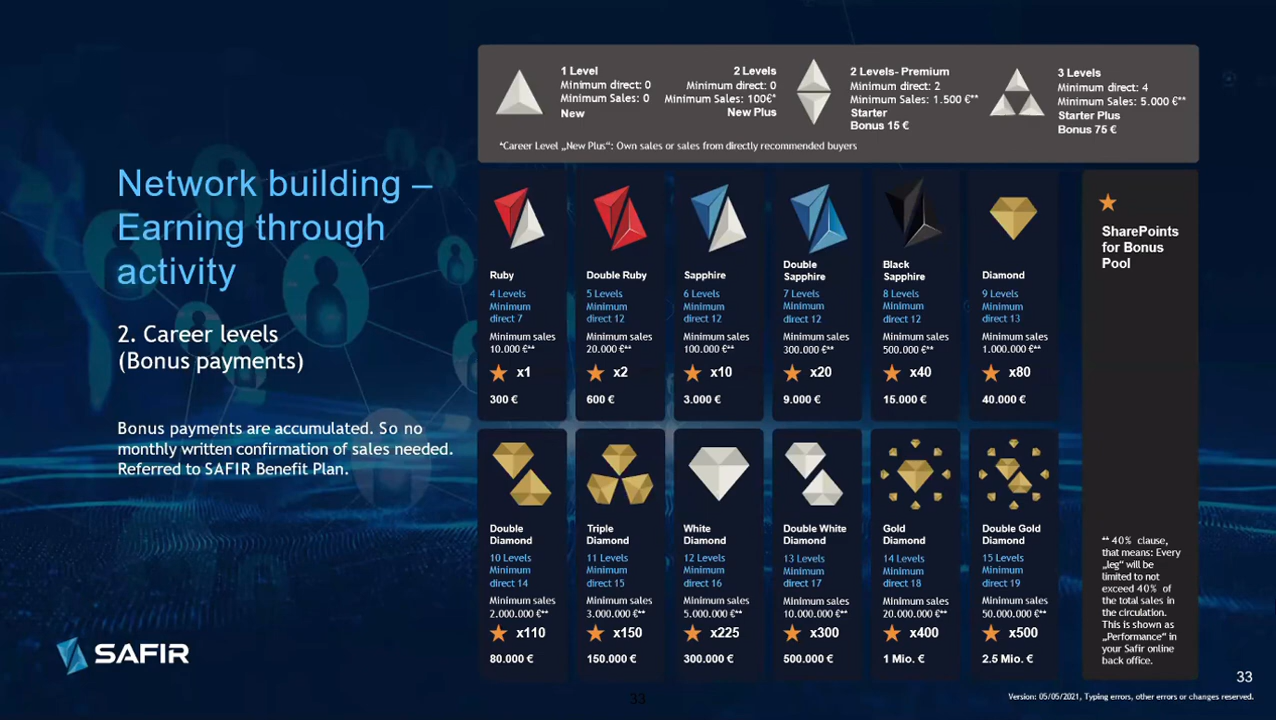 1 Level
Minimum direct: 0
Minimum Sales: 0
New
2 Levels
Minimum direct: 0
Minimum Sales: 100€*
New Plus
2 Levels- Premium
Minimum direct: 2
Minimum Sales: 1.500 €**
Starter
Bonus 15 €
3 Levels
Minimum direct: 4
Minimum Sales: 5.000 €**
Starter Plus
Bonus 75 €
*Career Level „New Plus“: Own sales or sales from directly recommended buyers
Network building –
Earning through
activity
2. Career levels
(Bonus payments)
Bonus payments are accumulated. So no
monthly written confirmation of sales needed.
Referred to SAFIR Benefit Plan.
Ruby
4 Levels
Minimum
direct 7
Minimum sales
10.000 €**
x1
300 €
Double Ruby
5 Levels
Minimum
direct 12
Minimum sales
20.000 €**
x2
600 €
Sapphire
6 Levels
Minimum
direct 12
Minimum sales
100.000 €**
x10
3.000 €
Double
Sapphire
7 Levels
Minimum
direct 12
Minimum sales
300.000 €**
x20
9.000 €
Black
Sapphire
8 Levels
Minimum
direct 12
Minimum sales
500.000 €**
x40
15.000 €
Diamond
9 Levels
Minimum
direct 13
Minimum sales
1.000.000 €**
x80
40.000 €
SharePoints
for Bonus
Pool
Double
Diamond
10 Levels
Minimum
direct 14
Minimum sales
2.000.000 €**
x110
80.000 €
Triple
Diamond
11 Levels
Minimum
direct 15
Minimum sales
3.000.000 €**
x150
150.000 €
White
Diamond
12 Levels
Minimum
direct 16
Minimum sales
5.000.000 €**
x225
300.000 €
Double White
Diamond
13 Levels
Minimum
direct 17
Minimum sales
10.000.000 €**
x300
500.000 €
Gold
Diamond
14 Levels
Minimum
direct 18
Minimum sales
20.000.000 €**
x400
1 Mio. €
Double Gold
Diamond
15 Levels
Minimum
direct 19
Minimum sales
50.000.000 €**
x500
2.5 Mio. €
** 40% clause,
that means: Every
„leg“ will be
limited to not
exceed 40% of
the total sales in
the circulation.
This is shown as
„Performance“ in
your Safir online
back office.
SAFIR
33
33
Version: 05/05/2021, Typing errors, other errors or changes reserved.